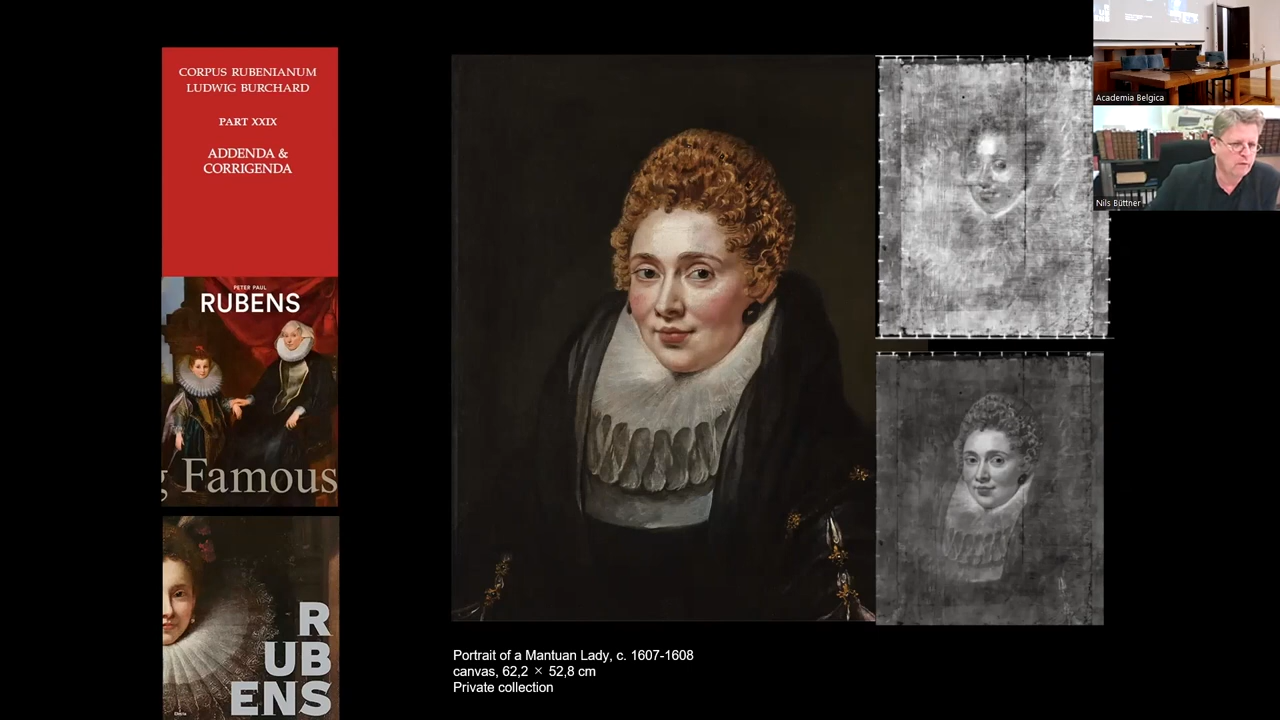 CORPUS RUBENIANUM
LUDWIG BURCHARD
PART XXIX
ADDENDA &
CORRIGENDA
PETER PAUL
RUBENS
g Famous
R
UB
ENS
Portrait of a Mantuan Lady, c. 1607-1608
canvas, 62,2 × 52,8 cm
Private collection
Academia Belgica
Nils Büttner